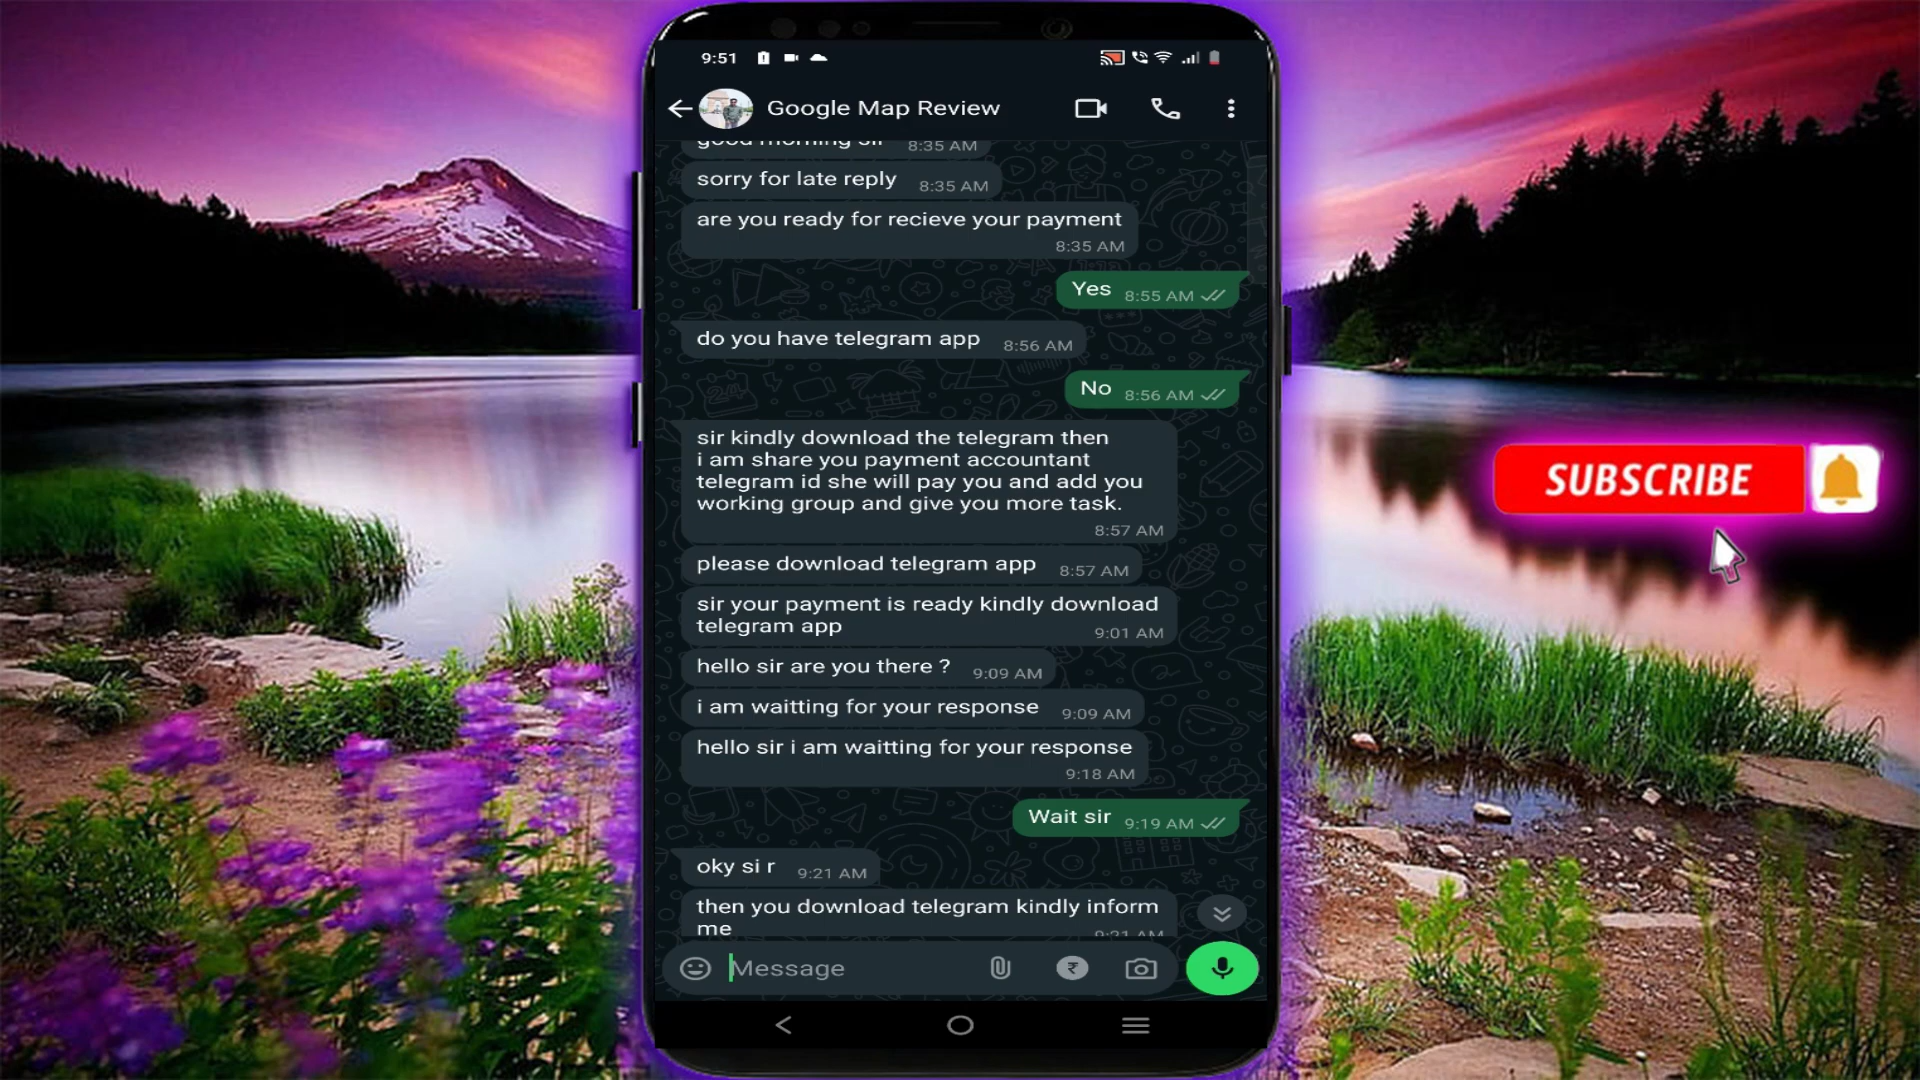 9:51
Google Map Review
good morning sir 8:35 AM
sorry for late reply 8:35 AM
are you ready for recieve your payment
8:35 AM
Yes 8:55 AM
do you have telegram app 8:56 AM
No 8:56 AM
sir kindly download the telegram then
i am share you payment accountant
telegram id she will pay you and add you
working group and give you more task.
8:57 AM
please download telegram app 8:57 AM
sir your payment is ready kindly download
telegram app 9:01 AM
hello sir are you there ? 9:09 AM
i am waitting for your response 9:09 AM
hello sir i am waitting for your response
9:18 AM
Wait sir 9:19 AM
oky si r 9:21 AM
then you download telegram kindly inform
me 9:21 AM
Message
SUBSCRIBE